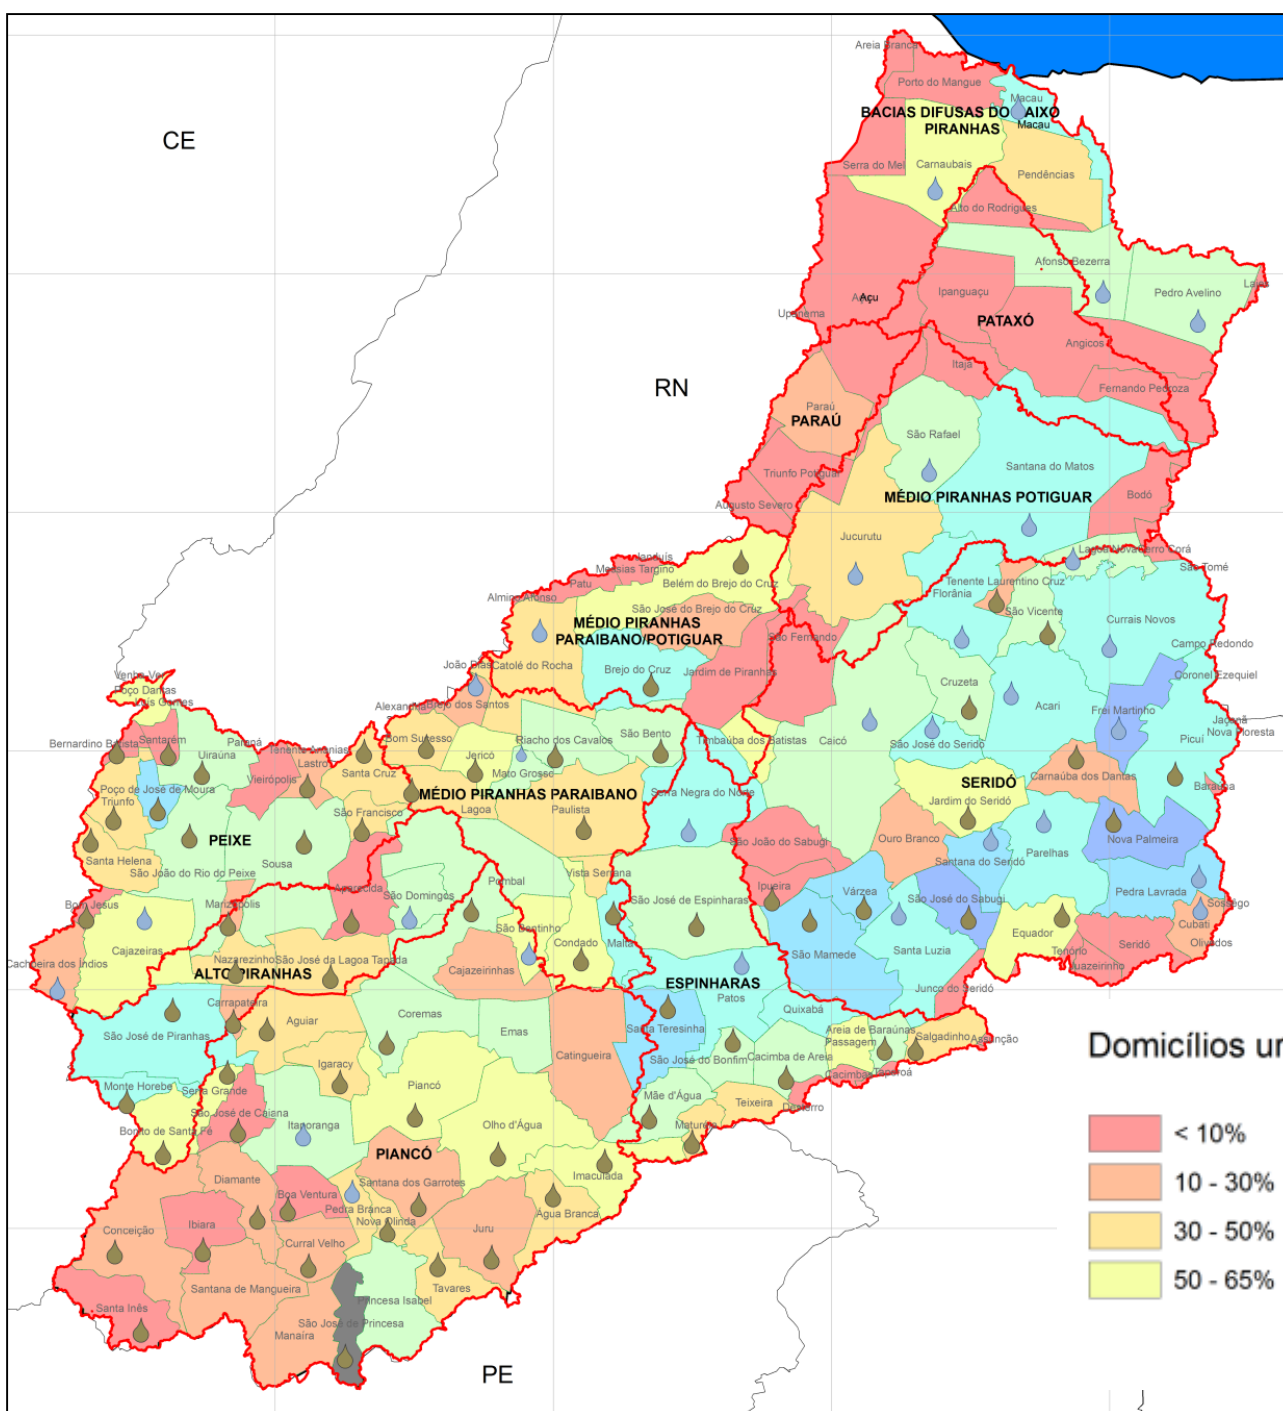 Areia Branca
Porto do Mangue
Macau
BACIAS DIFUSAS DO BAIXO
PIRANHAS
Macau
CE
Serra do Mel
Carnaubais
Pendências
Alto do Rodrigues
Afonso Bezerra
Ipanguaçu
Pedro Avelino
Lajes
Açu
Upanema
PATAXÓ
Angicos
Itajá
RN
Fernando Pedroza
Paraú
PARAÚ
São Rafael
Triunfo Potiguar
Santana do Matos
Augusto Severo
MÉDIO PIRANHAS POTIGUAR
Bodó
Jucurutu
Janduís
Messias Targino
Patu
Belém do Brejo do Cruz
Lagoa Nova
Cerro Corá
São Tomé
Almino Afonso
Tenente Laurentino Cruz
Florânia
São José do Brejo do Cruz
São Vicente
MÉDIO PIRANHAS
PARAIBANO/POTIGUAR
São Fernando
Currais Novos
Campo Redondo
João Dias
Catolé do Rocha
Brejo do Cruz
Jardim de Piranhas
Coronel Ezequiel
Venha Ver
Poço Dantas
Luís Gomes
Alexandria
Brejo dos Santos
Cruzeta
Acari
Frei Martinho
Jaçanã
Nova Floresta
Bernardino Batista
Santarém
Uiraúna
Paraná
Tenente Ananias
Lastro
Bom Sucesso
Jericó
Riacho dos Cavalos
São Bento
Timbaúba dos Batistas
Caicó
São José do Seridó
Picuí
Vieirópolis
Santa Cruz
Mato Grosso
Carnaúba dos Dantas
Baraúna
Poço de José de Moura
Triunfo
MÉDIO PIRANHAS PARAIBANO
Serra Negra do Norte
SERIDÓ
Jardim do Seridó
PEIXE
Sousa
São Francisco
Lagoa
Paulista
São João do Sabugi
Ouro Branco
Santana do Seridó
Parelhas
Nova Palmeira
Santa Helena
São João do Rio do Peixe
Aparecida
São Domingos
Pombal
Vista Serrana
Ipueira
Várzea
São José do Sabugi
Pedra Lavrada
Bom Jesus
Marizópolis
São José de Espinharas
Sossêgo
Cajazeiras
São Bentinho
Condado
Malta
São Mamede
Santa Luzia
Equador
Tenório
Seridó
Cubati
Olivedos
Juazeirinho
Cachoeira dos Índios
Nazarezinho
São José da Lagoa Tapada
ALTO PIRANHAS
Cajazeirinhas
ESPINHARAS
Junco do Seridó
Carrapateira
Patos
Quixabá
São José de Piranhas
Aguiar
Coremas
Emas
Catingueira
Santa Teresinha
Areia de Baraúnas
Passagem
Salgadinho
Assunção
Igaracy
São José do Bonfim
Cacimba de Areia
Cacimbas
Taperoá
Monte Horebe
Serra Grande
Piancó
Mãe d'Água
Teixeira
Desterro
São José de Caiana
Bonito de Santa Fé
Itaporanga
Olho d'Água
Maturéia
PIANCÓ
Diamante
Boa Ventura
Santana dos Garrotes
Imaculada
Pedra Branca
Água Branca
Conceição
Ibiara
Nova Olinda
Juru
Curral Velho
Santana de Mangueira
Tavares
Santa Inês
Princesa Isabel
São José de Princesa
Manaíra
PE
Domicílios ur
< 10%
10 - 30%
30 - 50%
50 - 65%